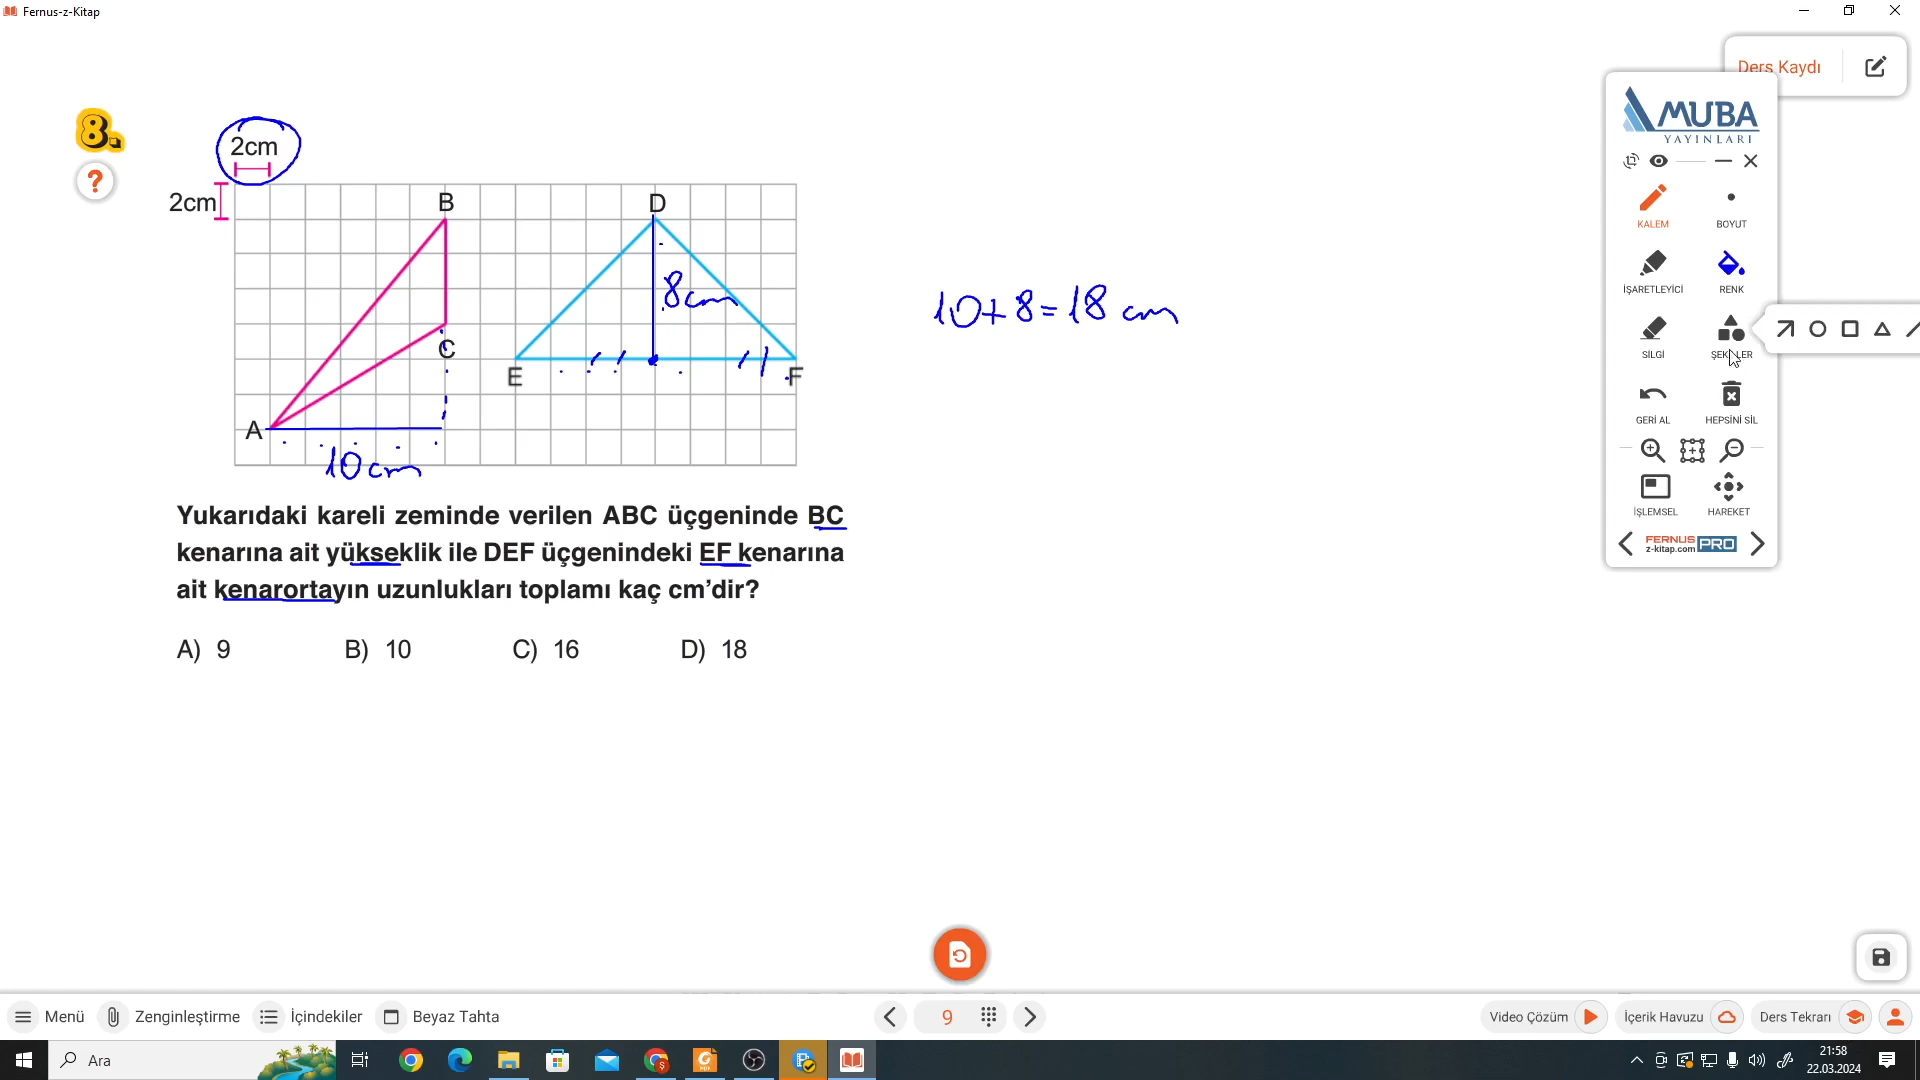 Fernus-z-Kitap
Ders Kaydı
MUBA
YAYINLARI
8.
2cm
?
2cm
B
D
8cm
10+8=18 cm
C
E
F
A
10cm
KALEM
BOYUT
İŞARETLEYİCİ
RENK
SİLGİ
ŞEKİLLER
GERİ AL
HEPSİNİ SİL
İŞLEMSEL
HAREKET
FERNUS
z-kitap.com
PRO
Yukarıdaki kareli zeminde verilen ABC üçgeninde BC
kenarına ait yükseklik ile DEF üçgenindeki EF kenarına
ait kenarortayın uzunlukları toplamı kaç cm’dir?
A) 9 B) 10 C) 16 D) 18
Menü Zenginleştirme İçindekiler Beyaz Tahta 9 Video Çözüm İçerik Havuzu Ders Tekrarı
Ara
21:58
22.03.2024